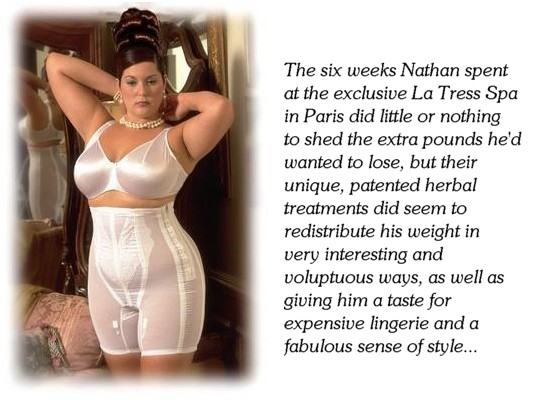 The six weeks Nathan spent
at the exclusive La Tress Spa
in Paris did little or nothing
to shed the extra pounds he'd
wanted to lose, but their
unique, patented herbal
treatments did seem to
redistribute his weight in
very interesting and
voluptuous ways, as well as
giving him a taste for
expensive lingerie and a
fabulous sense of style...